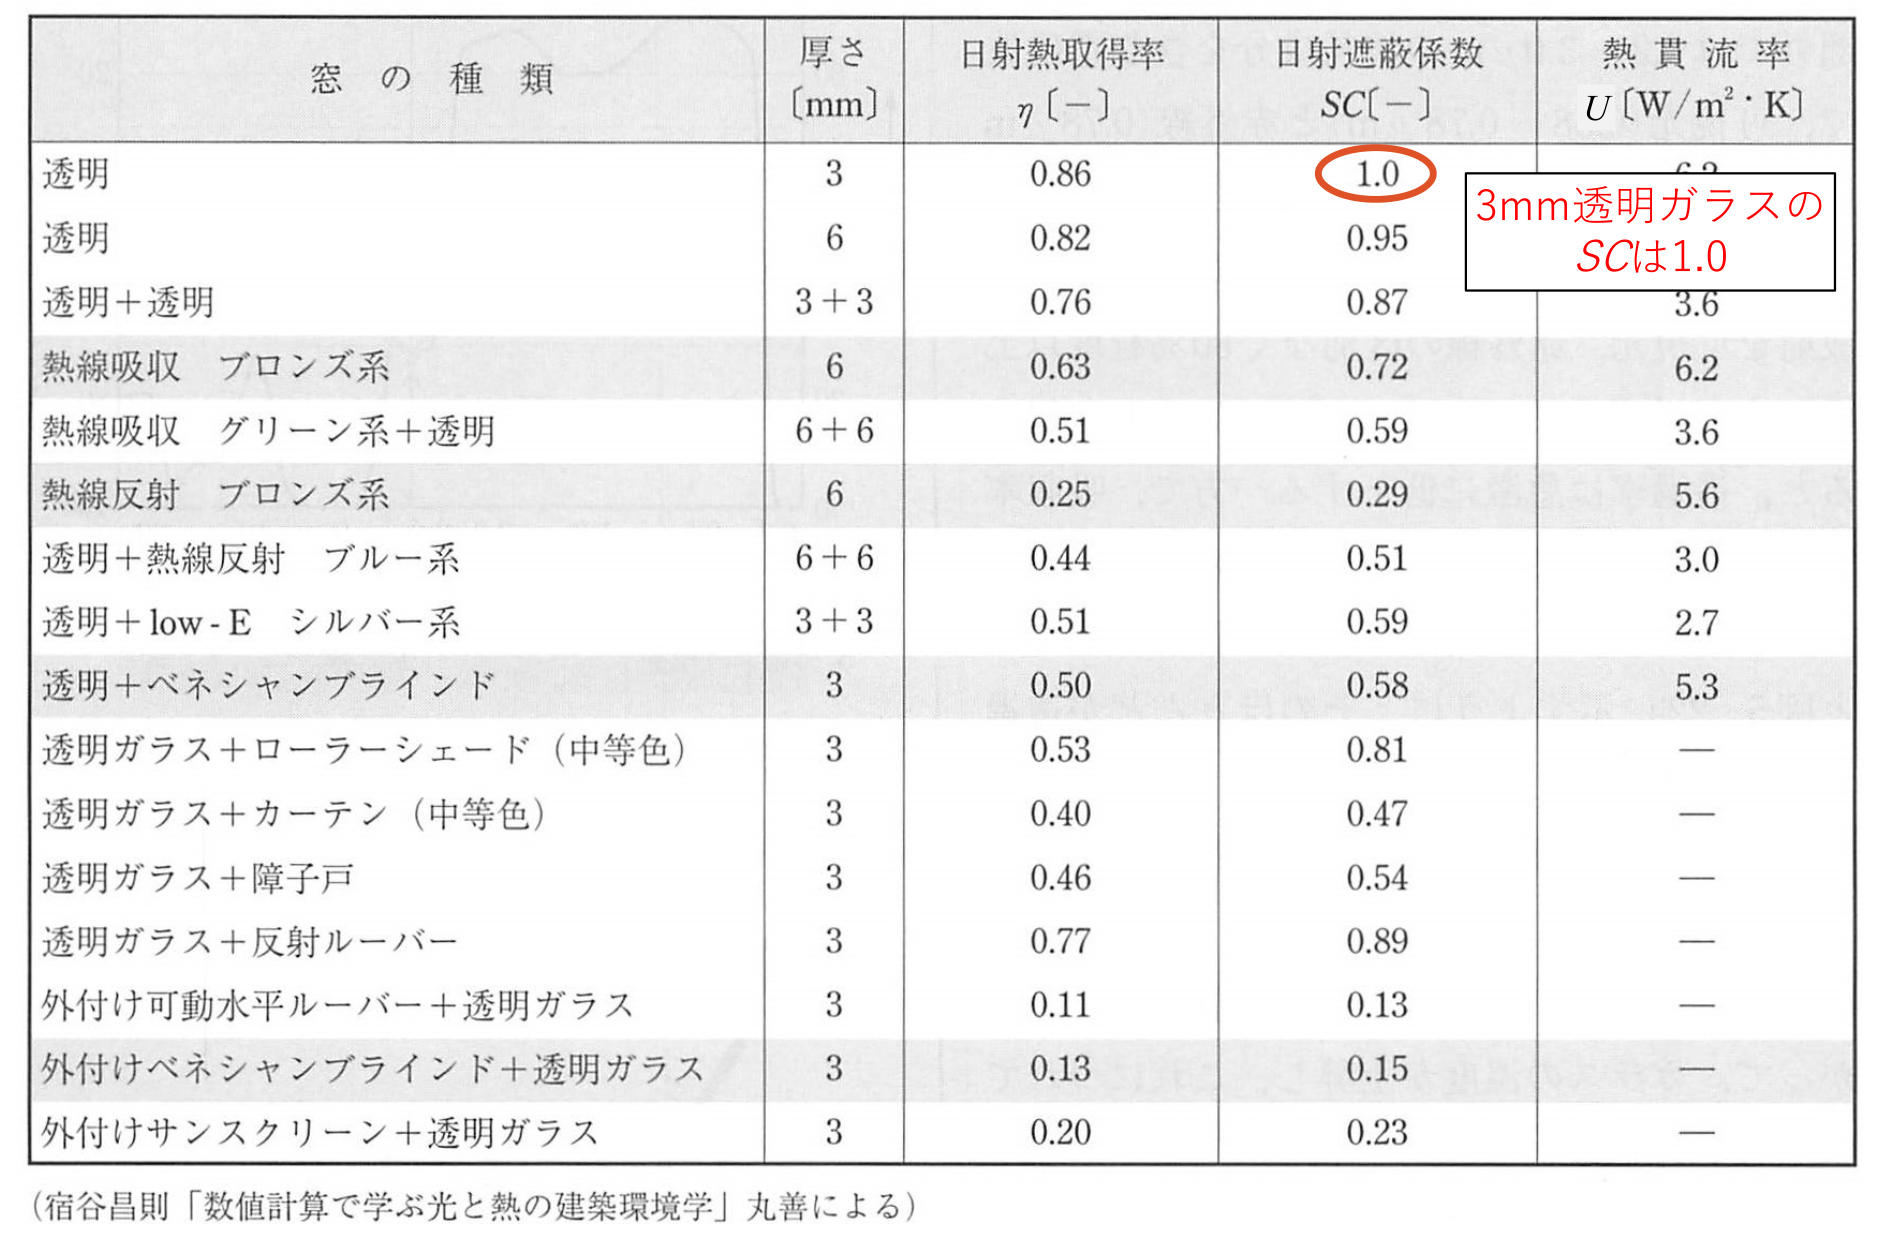 窓の種類 厚さ〔mm〕 日射熱取得率 η〔−〕 日射遮蔽係数 SC〔−〕 熱貫流率 U〔W/m²・K〕
透明 3 0.86 1.0
3mm透明ガラスの
SCは1.0
透明 6 0.82 0.95
透明＋透明 3＋3 0.76 0.87 3.6
熱線吸収　ブロンズ系 6 0.63 0.72 6.2
熱線吸収　グリーン系＋透明 6＋6 0.51 0.59 3.6
熱線反射　ブロンズ系 6 0.25 0.29 5.6
透明＋熱線反射　ブルー系 6＋6 0.44 0.51 3.0
透明＋low-E　シルバー系 3＋3 0.51 0.59 2.7
透明＋ベネシャンブラインド 3 0.50 0.58 5.3
透明ガラス＋ローラーシェード（中等色） 3 0.53 0.81 —
透明ガラス＋カーテン（中等色） 3 0.40 0.47 —
透明ガラス＋障子戸 3 0.46 0.54 —
透明ガラス＋反射ルーバー 3 0.77 0.89 —
外付け可動水平ルーバー＋透明ガラス 3 0.11 0.13 —
外付けベネシャンブラインド＋透明ガラス 3 0.13 0.15 —
外付けサンスクリーン＋透明ガラス 3 0.20 0.23 —
（宿谷昌則「数値計算で学ぶ光と熱の建築環境学」丸善による）